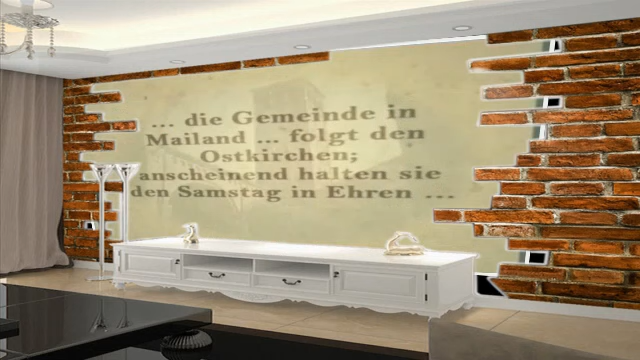 ... die Gemeinde in
Mailand ... folgt den
Ostkirchen;
anscheinend halten sie
den Samstag in Ehren ...